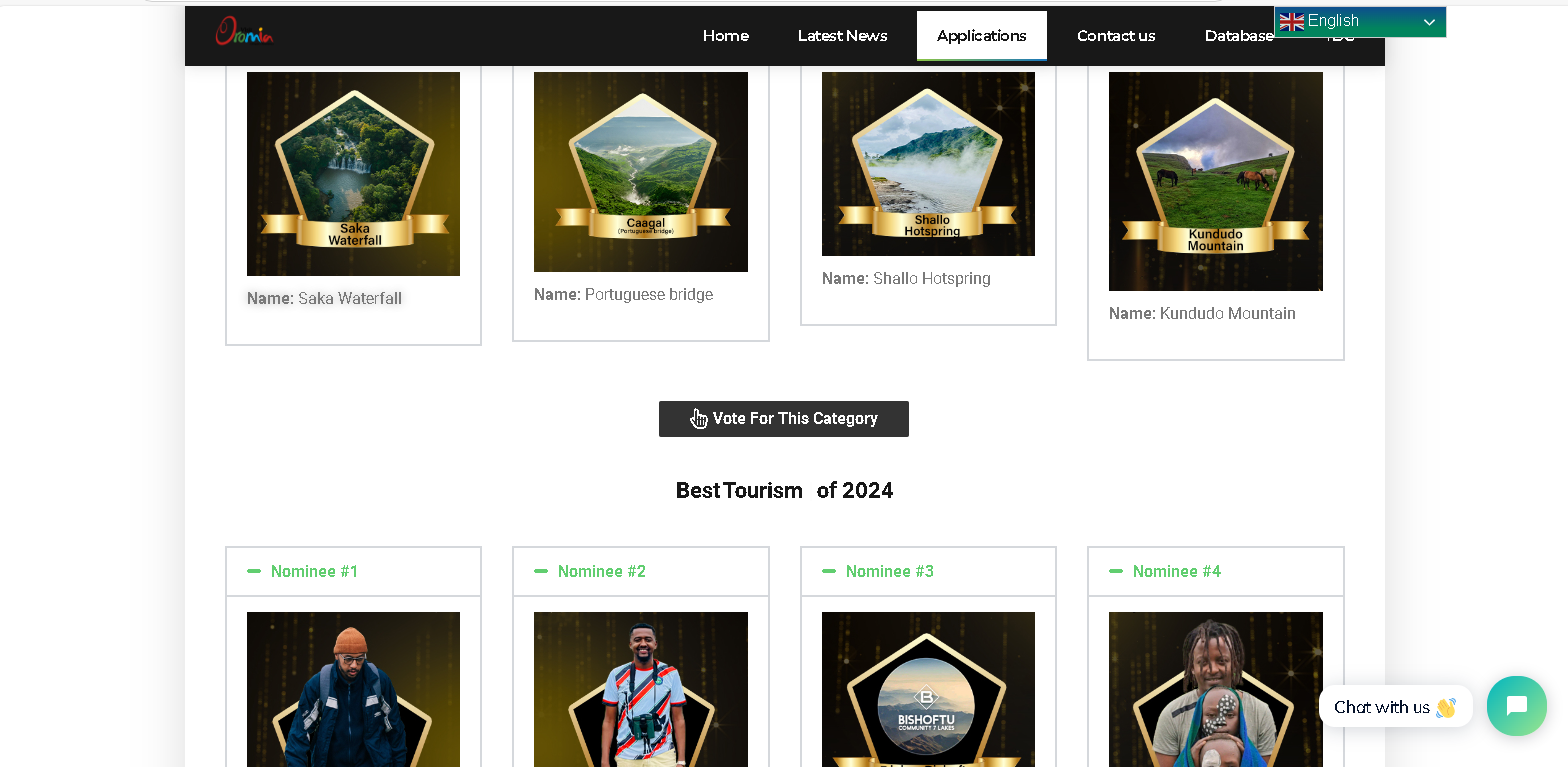 Oromia
Home
Latest News
Applications
Contact us
Database
English
Saka
Waterfall
Name: Saka Waterfall
Caagal
(Portuguese bridge)
Name: Portuguese bridge
Shallo
Hotspring
Name: Shallo Hotspring
Kundudo
Mountain
Name: Kundudo Mountain
Vote For This Category
Best Tourism of 2024
Nominee #1
Nominee #2
Nominee #3
Nominee #4
B
BISHOFTU
COMMUNITY 7 LAKES
Chat with us 👋